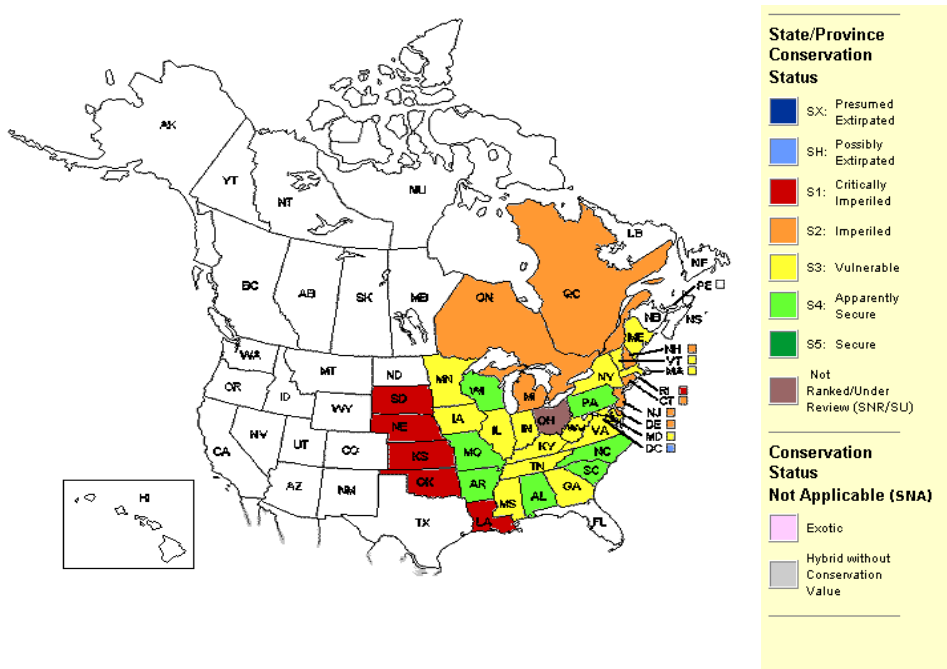 AK
YT
NT
NU
BC
AB
SK
MB
ON
QC
LB
NF
PE
NB
NS
WA
OR
ID
MT
ND
MN
WI
MI
NY
ME
NH
VT
MA
RI
CT
NJ
DE
MD
DC
SD
WY
NE
IA
IL
IN
OH
PA
WV
VA
KY
NV
UT
CO
KS
MO
CA
AZ
NM
OK
AR
TN
NC
SC
MS
AL
GA
TX
LA
FL
HI
State/Province
Conservation
Status
SX: Presumed
Extirpated
SH: Possibly
Extirpated
S1: Critically
Imperiled
S2: Imperiled
S3: Vulnerable
S4: Apparently
Secure
S5: Secure
Not
Ranked/Under
Review (SNR/SU)
Conservation
Status
Not Applicable (SNA)
Exotic
Hybrid without
Conservation
Value